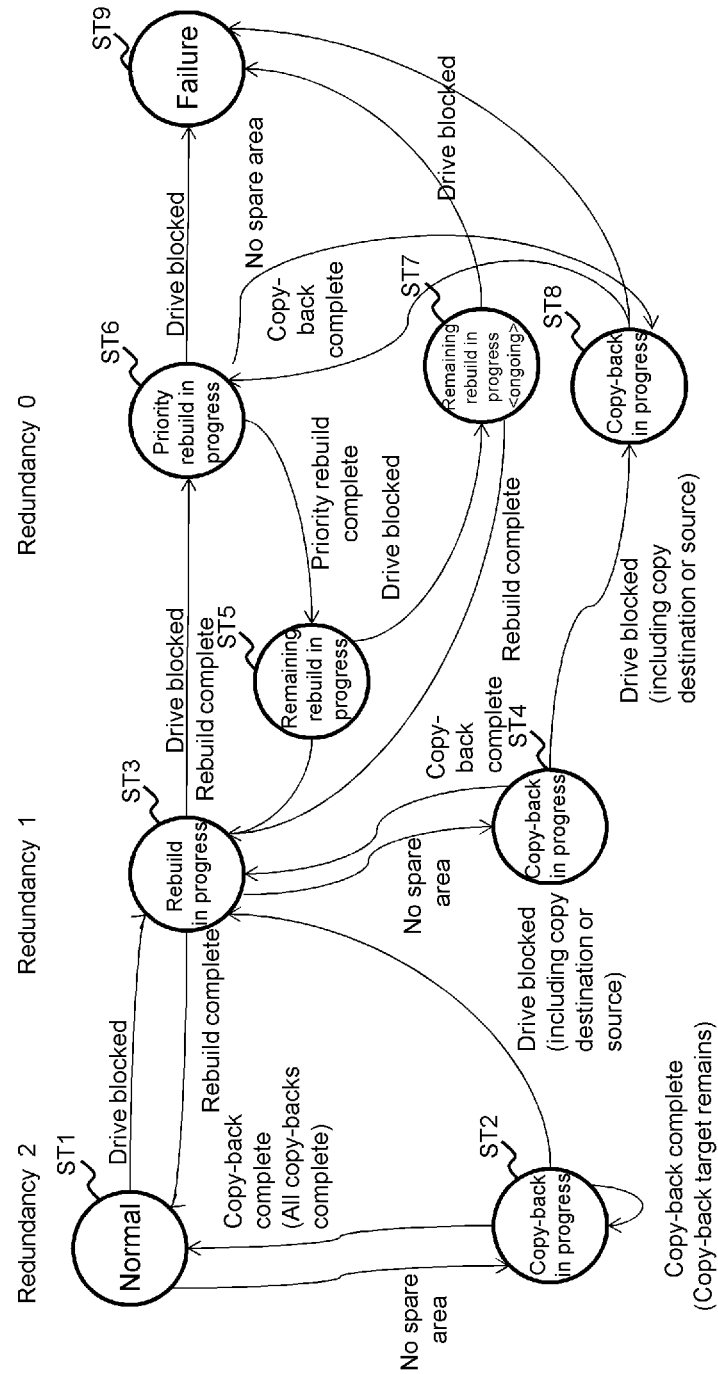 Redundancy 2
Redundancy 1
Redundancy 0
ST1
Normal
Drive blocked
Rebuild complete
Copy-back
complete
(All copy-backs
complete)
No spare
area
ST2
Copy-back
in progress
Copy-back complete
(Copy-back target remains)
Drive blocked
(including copy
destination or
source)
ST3
Rebuild
in progress
Drive blocked
Rebuild complete
No spare
area
Copy-
back
complete
ST4
Copy-back
in progress
Drive blocked
(including copy
destination or source)
ST5
Remaining
rebuild in
progress
Priority rebuild
complete
Drive blocked
Rebuild complete
ST6
Priority
rebuild in
progress
Drive blocked
No spare area
Copy-
back
complete
ST7
Remaining
rebuild in
progress
<ongoing>
Drive blocked
ST8
Copy-back
in progress
ST9
Failure